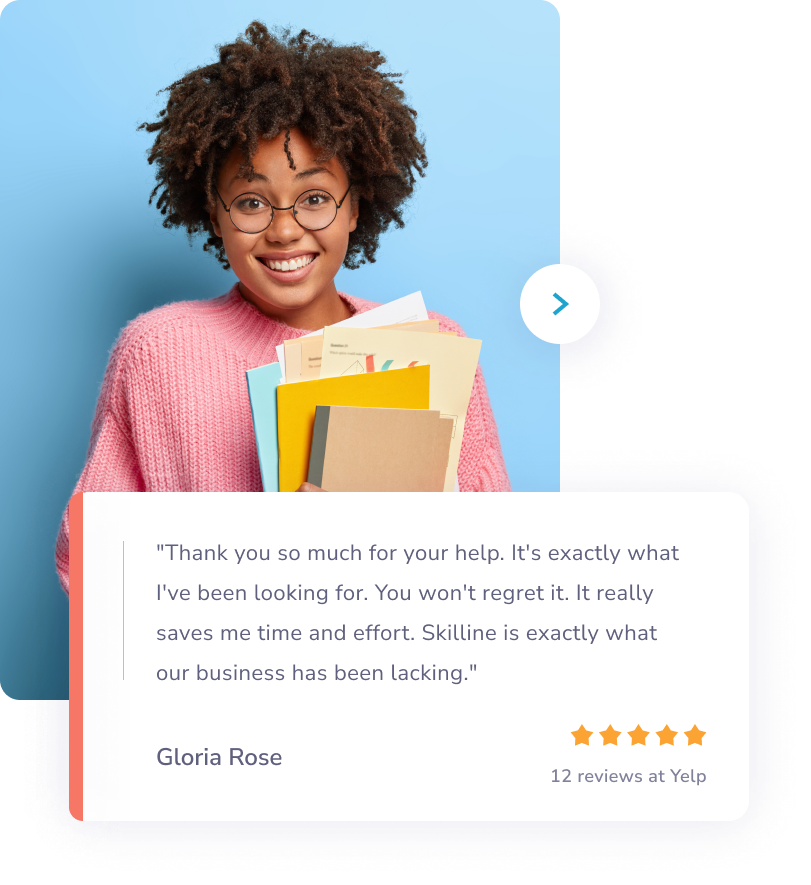 "Thank you so much for your help. It's exactly what
I've been looking for. You won't regret it. It really
saves me time and effort. Skilline is exactly what
our business has been lacking."
Gloria Rose
12 reviews at Yelp